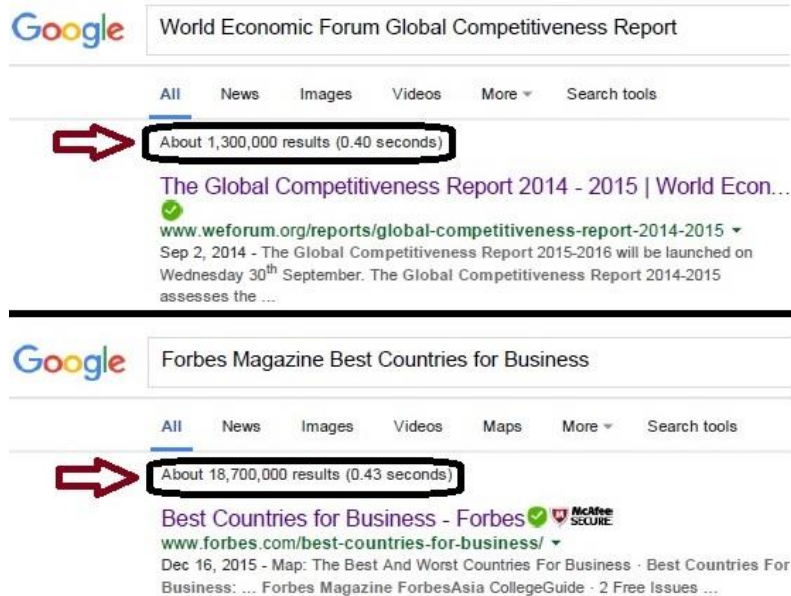 Google World Economic Forum Global Competitiveness Report
All News Images Videos More Search tools
About 1,300,000 results (0.40 seconds)
The Global Competitiveness Report 2014 - 2015 | World Econ...
www.weforum.org/reports/global-competitiveness-report-2014-2015
Sep 2, 2014 - The Global Competitiveness Report 2015-2016 will be launched on
Wednesday 30th September. The Global Competitiveness Report 2014-2015
assesses the ...
Google Forbes Magazine Best Countries for Business
All News Images Videos Maps More Search tools
About 18,700,000 results (0.43 seconds)
Best Countries for Business - Forbes McAfee SECURE
www.forbes.com/best-countries-for-business/
Dec 16, 2015 - Map: The Best And Worst Countries For Business · Best Countries For
Business: ... Forbes Magazine ForbesAsia CollegeGuide · 2 Free Issues ...